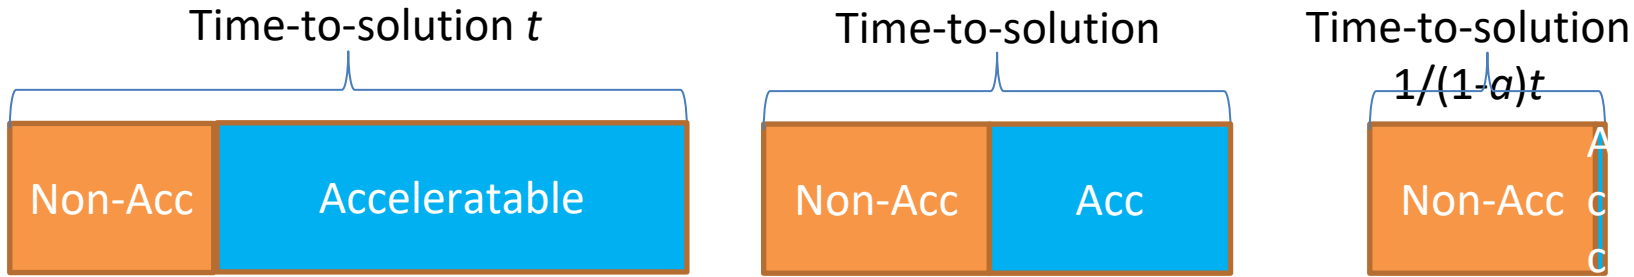 Time-to-solution t
Non-Acc
Acceleratable
Time-to-solution
Non-Acc
Acc
Time-to-solution
1/(1-a)t
Non-Acc
A
c
c